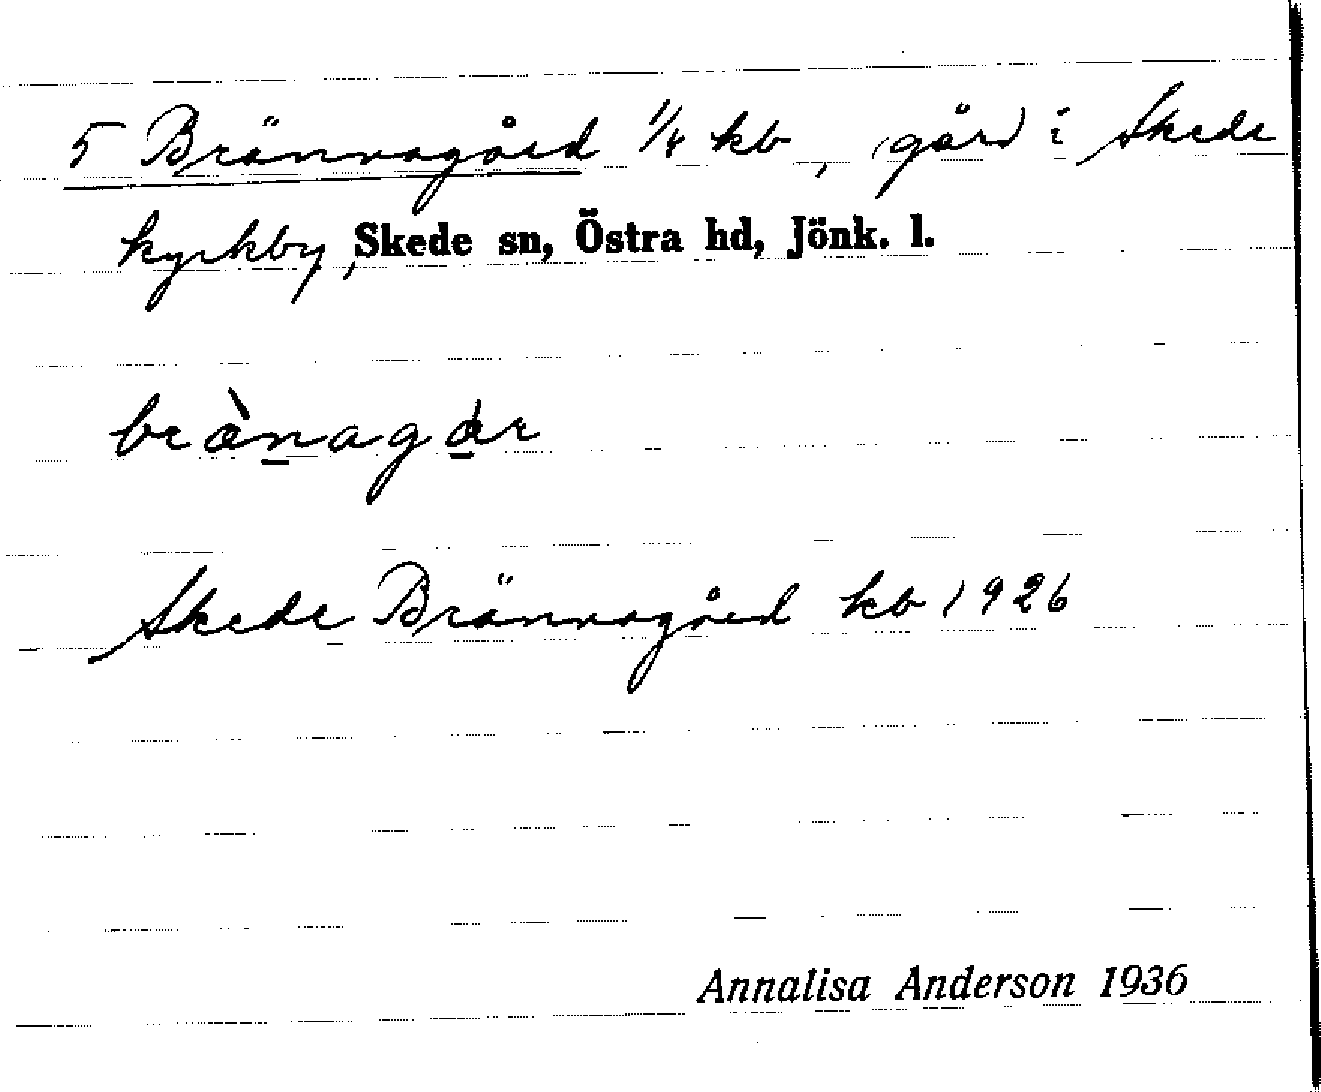 5 Brännagård 1/4 kb, gård i Skede
kyrkby, Skede sn, Östra hd, Jönk. l.
brànagår
Skede Brännagård kb 1926
Annalisa Anderson 1936